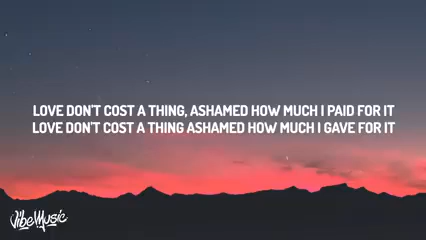 LOVE DON'T COST A THING, ASHAMED HOW MUCH I PAID FOR IT
LOVE DON'T COST A THING ASHAMED HOW MUCH I GAVE FOR IT
VibeMusic